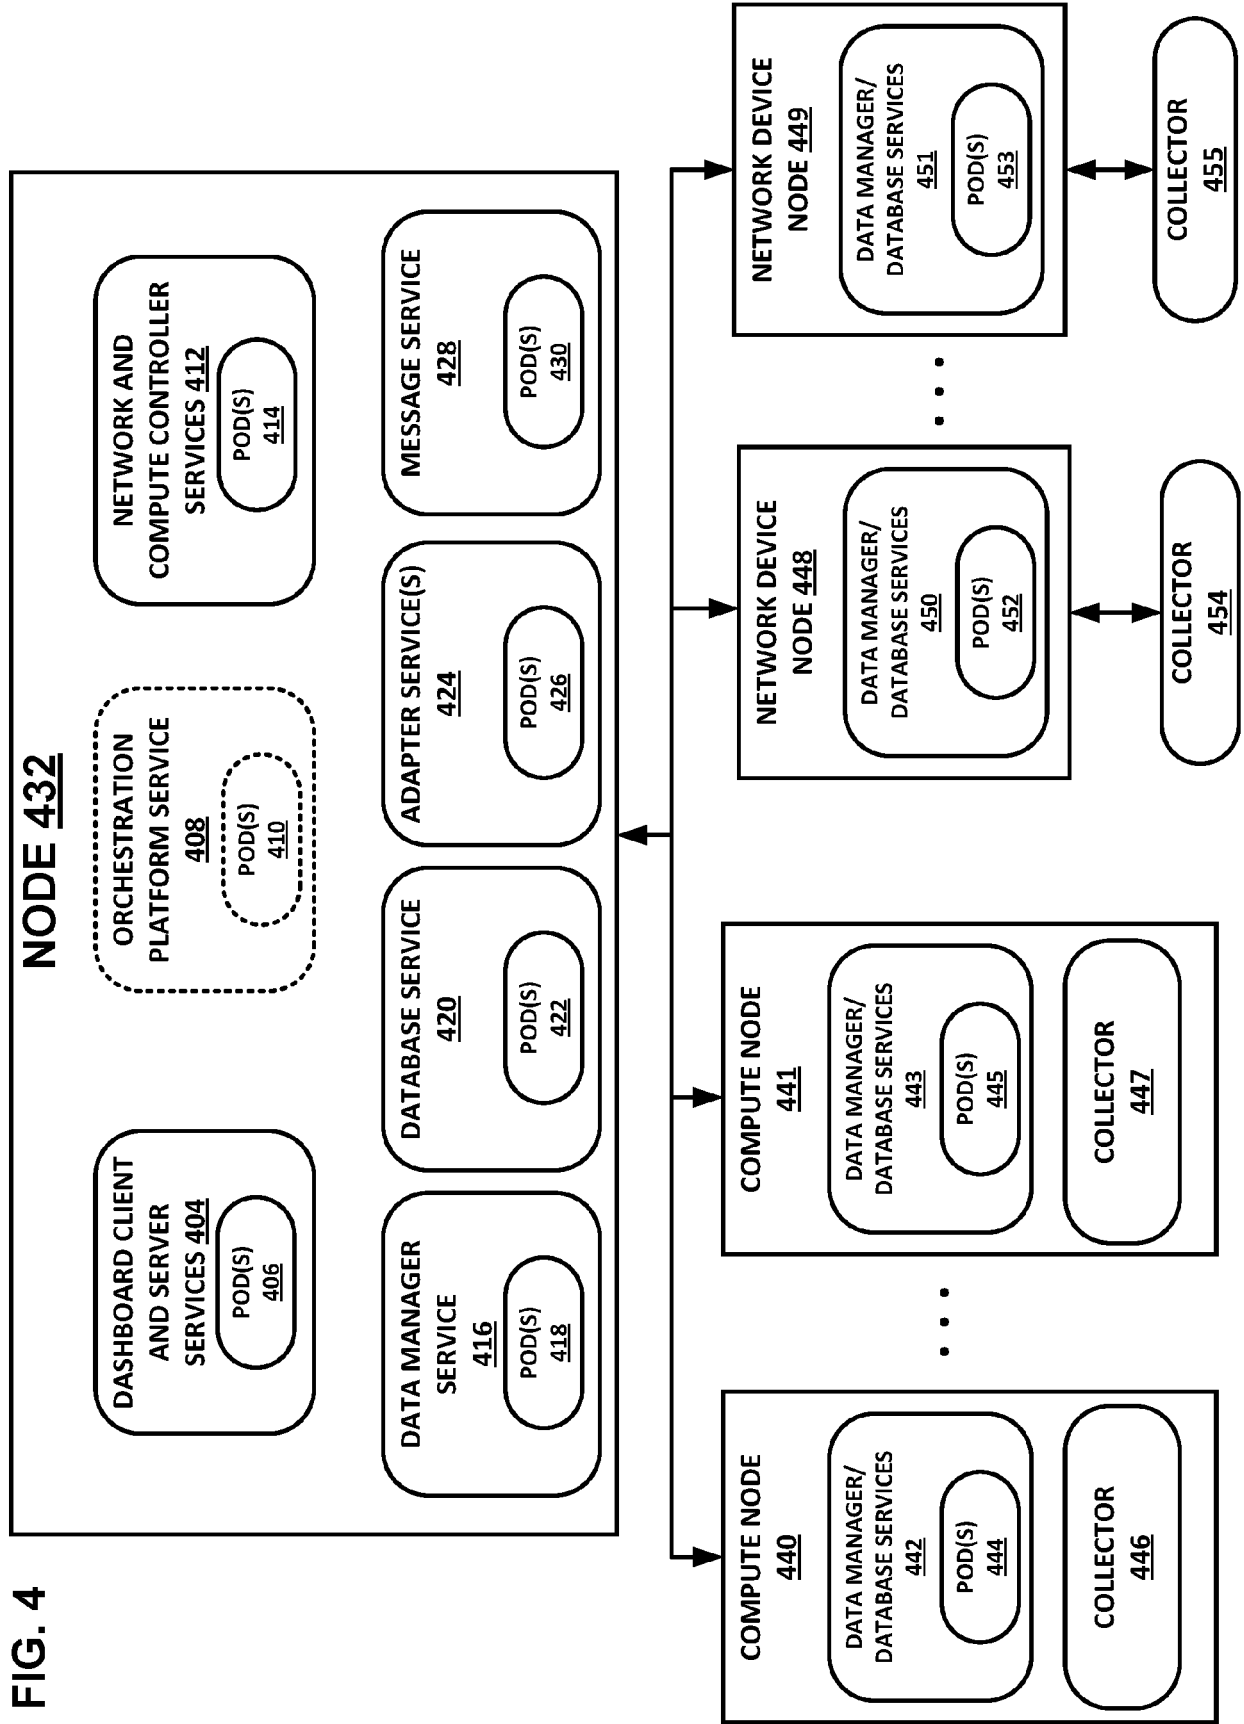 FIG. 4
NODE 432
DASHBOARD CLIENT
AND SERVER
SERVICES 404
POD(S)
406
ORCHESTRATION
PLATFORM SERVICE
408
POD(S)
410
NETWORK AND
COMPUTE CONTROLLER
SERVICES 412
POD(S)
414
DATA MANAGER
SERVICE
416
POD(S)
418
DATABASE SERVICE
420
POD(S)
422
ADAPTER SERVICE(S)
424
POD(S)
426
MESSAGE SERVICE
428
POD(S)
430
COMPUTE NODE
440
DATA MANAGER/
DATABASE SERVICES
442
POD(S)
444
COLLECTOR
446
COMPUTE NODE
441
DATA MANAGER/
DATABASE SERVICES
443
POD(S)
445
COLLECTOR
447
NETWORK DEVICE
NODE 448
DATA MANAGER/
DATABASE SERVICES
450
POD(S)
452
COLLECTOR
454
NETWORK DEVICE
NODE 449
DATA MANAGER/
DATABASE SERVICES
451
POD(S)
453
COLLECTOR
455